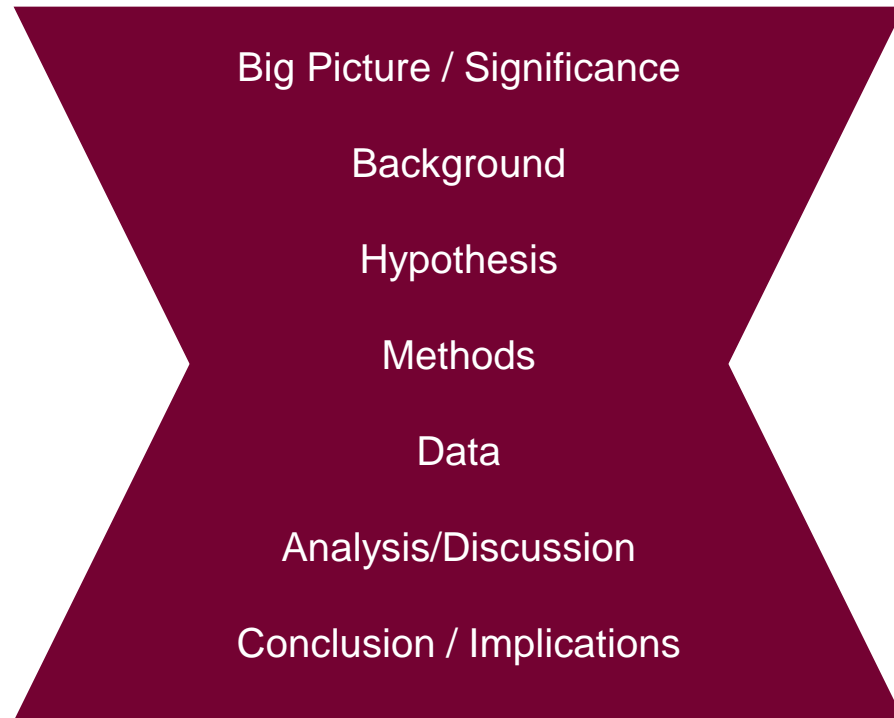 Big Picture / Significance
Background
Hypothesis
Methods
Data
Analysis/Discussion
Conclusion / Implications